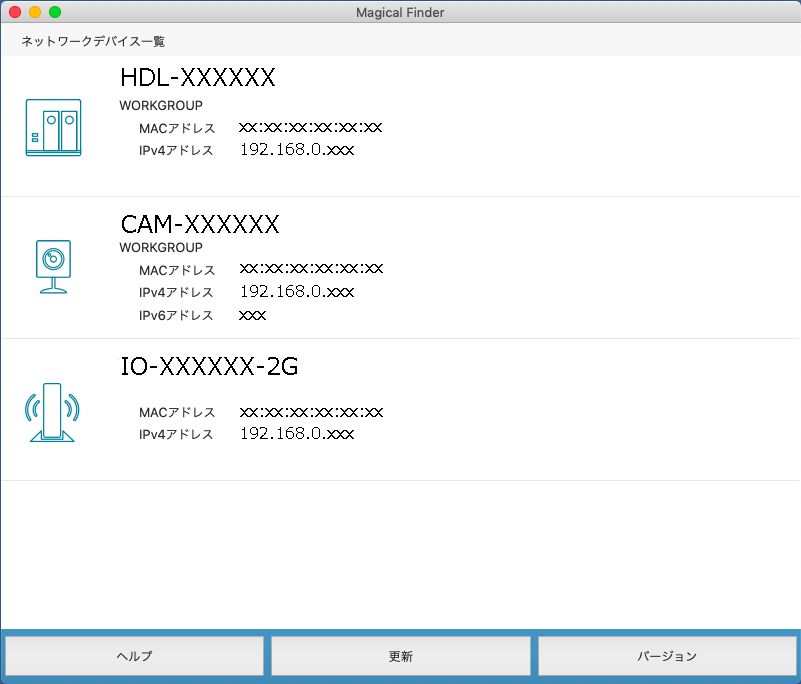 Magical Finder
ネットワークデバイス一覧
HDL-XXXXXX
WORKGROUP
MACアドレス xx:xx:xx:xx:xx:xx
IPv4アドレス 192.168.0.xxx
CAM-XXXXXX
WORKGROUP
MACアドレス xx:xx:xx:xx:xx:xx
IPv4アドレス 192.168.0.xxx
IPv6アドレス xxx
IO-XXXXXX-2G
MACアドレス xx:xx:xx:xx:xx:xx
IPv4アドレス 192.168.0.xxx
ヘルプ 更新 バージョン